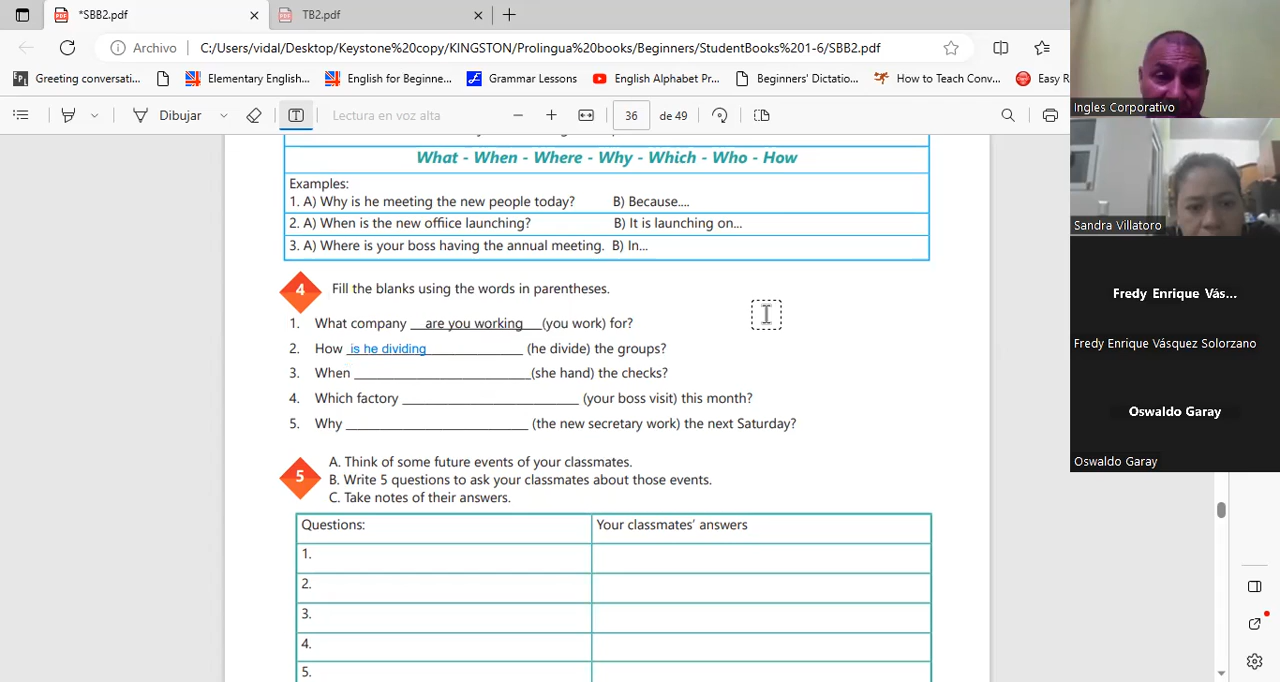 *SBB2.pdf
TB2.pdf
Archivo C:/Users/vidal/Desktop/Keystone%20copy/KINGSTON/Prolingua%20books/Beginners/StudentBooks%201-6/SBB2.pdf
Greeting conversati... Elementary English... English for Beginne... Grammar Lessons English Alphabet Pr... Beginners' Dictatio... How to Teach Conv... Easy R
Dibujar Lectura en voz alta 36 de 49
What - When - Where - Why - Which - Who - How
Examples:
1. A) Why is he meeting the new people today? B) Because....
2. A) When is the new offiice launching? B) It is launching on...
3. A) Where is your boss having the annual meeting. B) In...
4 Fill the blanks using the words in parentheses.
1. What company __are you working__(you work) for?
2. How is he dividing____________ (he divide) the groups?
3. When ______________________(she hand) the checks?
4. Which factory ______________________ (your boss visit) this month?
5. Why ______________________ (the new secretary work) the next Saturday?
5 A. Think of some future events of your classmates.
B. Write 5 questions to ask your classmates about those events.
C. Take notes of their answers.
Questions: Your classmates' answers
1.
2.
3.
4.
5.
Ingles Corporativo
Sandra Villatoro
Fredy Enrique Vás...
Fredy Enrique Vásquez Solorzano
Oswaldo Garay
Oswaldo Garay